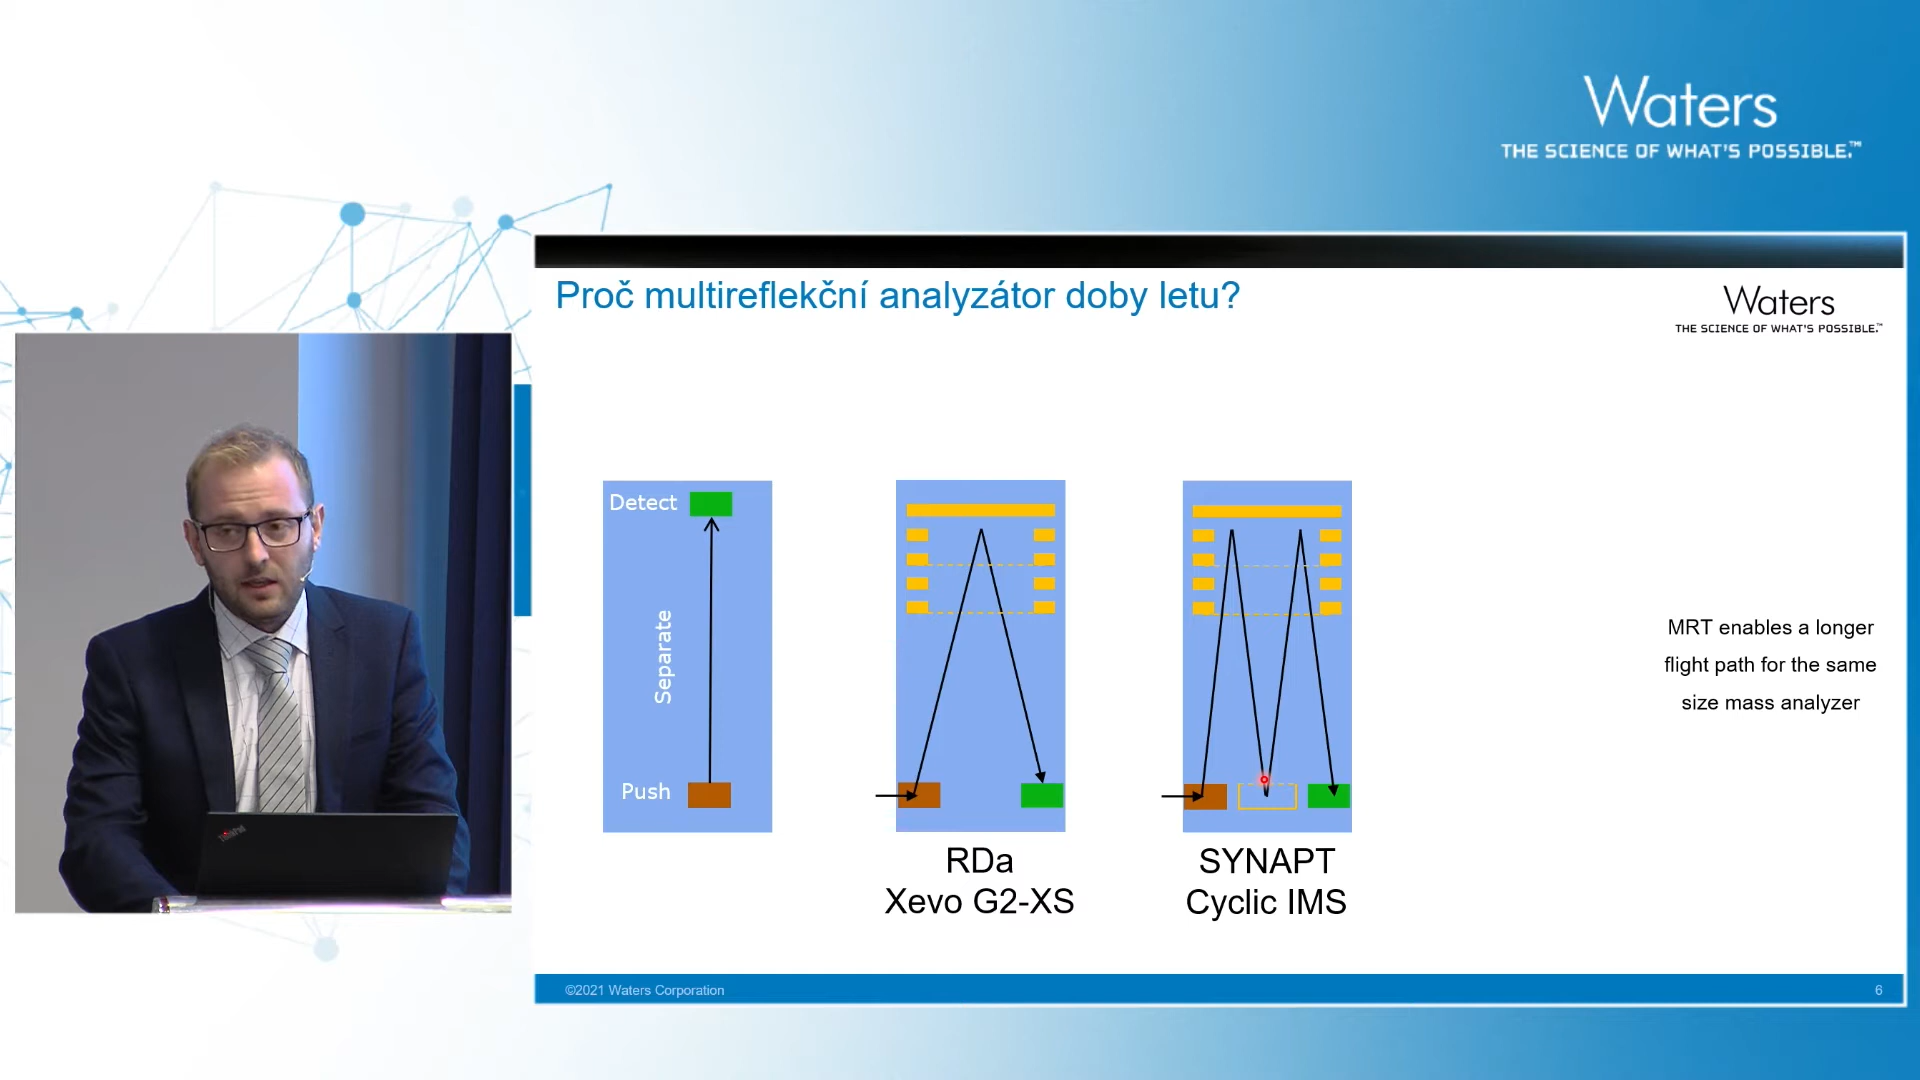 Waters
THE SCIENCE OF WHAT'S POSSIBLE.™
Proč multireflekční analyzátor doby letu?
Waters
THE SCIENCE OF WHAT'S POSSIBLE.™
Detect
Separate
Push
RDa
Xevo G2-XS
SYNAPT
Cyclic IMS
MRT enables a longer
flight path for the same
size mass analyzer
©2021 Waters Corporation
6